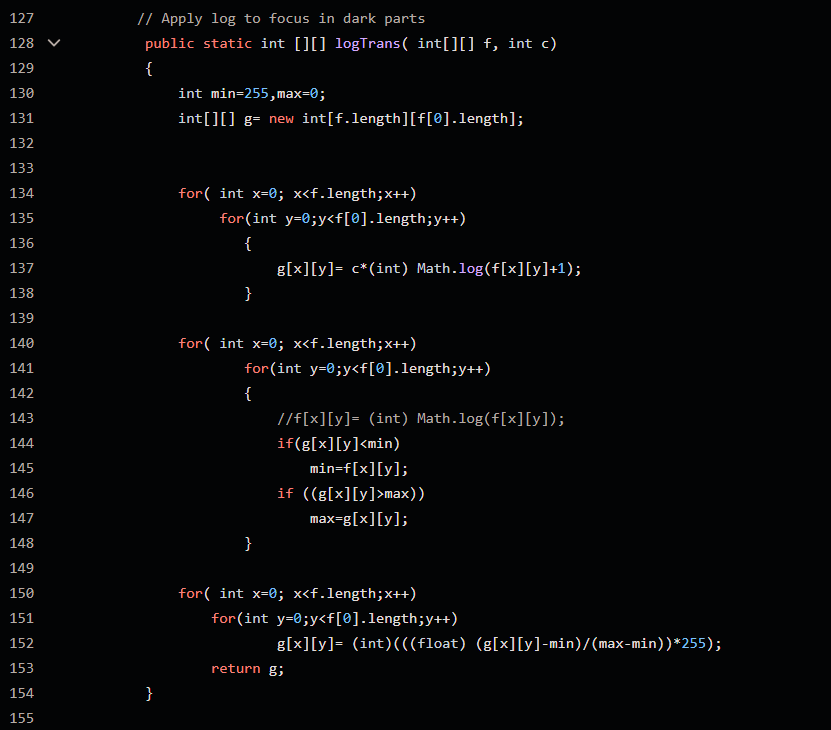 127             // Apply log to focus in dark parts
128              public static int [][] logTrans( int[][] f, int c)
129              {
130                  int min=255,max=0;
131                  int[][] g= new int[f.length][f[0].length];
132
133
134                  for( int x=0; x<f.length;x++)
135                       for(int y=0;y<f[0].length;y++)
136                          {
137                              g[x][y]= c*(int) Math.log(f[x][y]+1);
138                          }
139
140                  for( int x=0; x<f.length;x++)
141                          for(int y=0;y<f[0].length;y++)
142                          {
143                              //f[x][y]= (int) Math.log(f[x][y]);
144                              if(g[x][y]<min)
145                                  min=f[x][y];
146                              if ((g[x][y]>max))
147                                  max=g[x][y];
148                          }
149
150                  for( int x=0; x<f.length;x++)
151                      for(int y=0;y<f[0].length;y++)
152                              g[x][y]= (int)(((float) (g[x][y]-min)/(max-min))*255);
153                      return g;
154              }
155